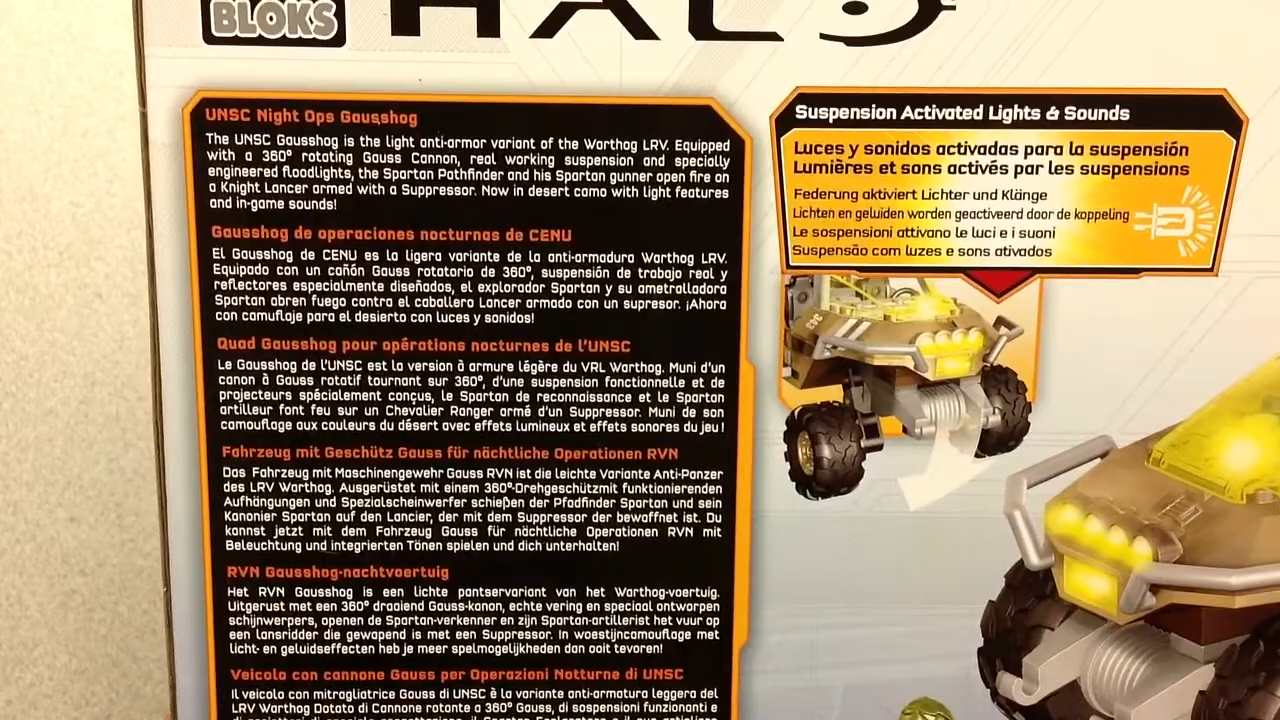 BLOKS
HALO
UNSC Night Ops Gausshog
The UNSC Gausshog is the light anti-armor variant of the Warthog LRV. Equipped
with a 360° rotating Gauss Cannon, real working suspension and specially
engineered floodlights, the Spartan Pathfinder and his Spartan gunner open fire on
a Knight Lancer armed with a Suppressor. Now in desert camo with light features
and in-game sounds!
Gausshog de operaciones nocturnas de CENU
El Gausshog de CENU es la ligera variante de la anti-armadura Warthog LRV.
Equipado con un cañón Gauss rotatorio de 360°, suspensión de trabajo real y
reflectores especialmente diseñados, el explorador Spartan y su ametralladora
Spartan abren fuego contra el caballero Lancer armado con un supresor. ¡Ahora
con camuflaje para el desierto con luces y sonidos!
Quad Gausshog pour opérations nocturnes de l'UNSC
Le Gausshog de l'UNSC est la version à armure légère du VRL Warthog. Muni d'un
canon à Gauss rotatif tournant sur 360°, d'une suspension fonctionnelle et de
projecteurs spécialement conçus, le Spartan de reconnaissance et le Spartan
artilleur font feu sur un Chevalier Ranger armé d'un Suppressor. Muni de son
camouflage aux couleurs du désert avec effets lumineux et effets sonores du jeu!
Fahrzeug mit Geschütz Gauss für nächtliche Operationen RVN
Das Fahrzeug mit Maschinengewehr Gauss RVN ist die leichte Variante Anti-Panzer
des LRV Warthog. Ausgerüstet mit einem 360°-Drehgeschützmit funktionierenden
Aufhängungen und Spezialscheinwerfer schießen der Pfadfinder Spartan und sein
Kanonier Spartan auf den Lancier, der mit dem Suppressor der bewaffnet ist. Du
kannst jetzt mit dem Fahrzeug Gauss für nächtliche Operationen RVN mit
Beleuchtung und integrierten Tönen spielen und dich unterhalten!
RVN Gausshog-nachtvoertuig
Het RVN Gausshog is een lichte pantservariant van het Warthog-voertuig.
Uitgerust met een 360° draaiend Gauss-kanon, echte vering en speciaal ontworpen
schijnwerpers, openen de Spartan-verkenner en zijn Spartan-artillerist het vuur op
een lansridder die gewapend is met een Suppressor. In woestijncamouflage met
licht- en geluidseffecten heb je meer spelmogelijkheden dan ooit tevoren!
Veicolo con cannone Gauss per Operazioni Notturne di UNSC
Il veicolo con mitragliatrice Gauss di UNSC è la variante anti-armatura leggera del
LRV Warthog Dotato di Cannone rotante a 360° Gauss, di sospensioni funzionanti e
Suspension Activated Lights & Sounds
Luces y sonidos activadas para la suspensión
Lumières et sons activés par les suspensions
Federung aktiviert Lichter und Klänge
Lichten en geluiden worden geactiveerd door de koppeling
Le sospensioni attivano le luci e i suoni
Suspensão com luzes e sons ativados
343